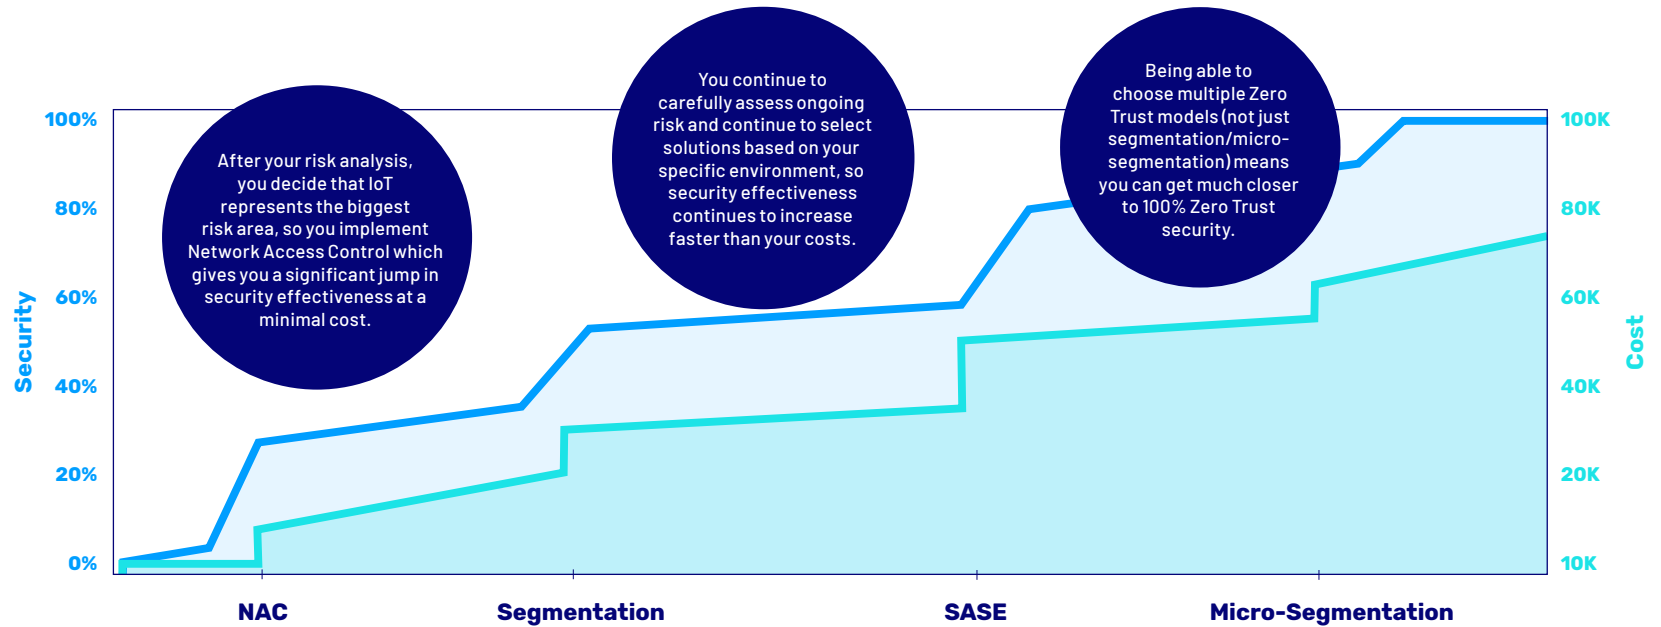 After your risk analysis,
you decide that IoT
represents the biggest
risk area, so you implement
Network Access Control which
gives you a significant jump in
security effectiveness at a
minimal cost.
You continue to
carefully assess ongoing
risk and continue to select
solutions based on your
specific environment, so
security effectiveness
continues to increase
faster than your costs.
Being able to
choose multiple Zero
Trust models (not just
segmentation/micro-
segmentation) means
you can get much closer
to 100% Zero Trust
security.
Security
100%
80%
60%
40%
20%
0%
100K
80K
60K
40K
20K
10K
Cost
NAC
Segmentation
SASE
Micro-Segmentation